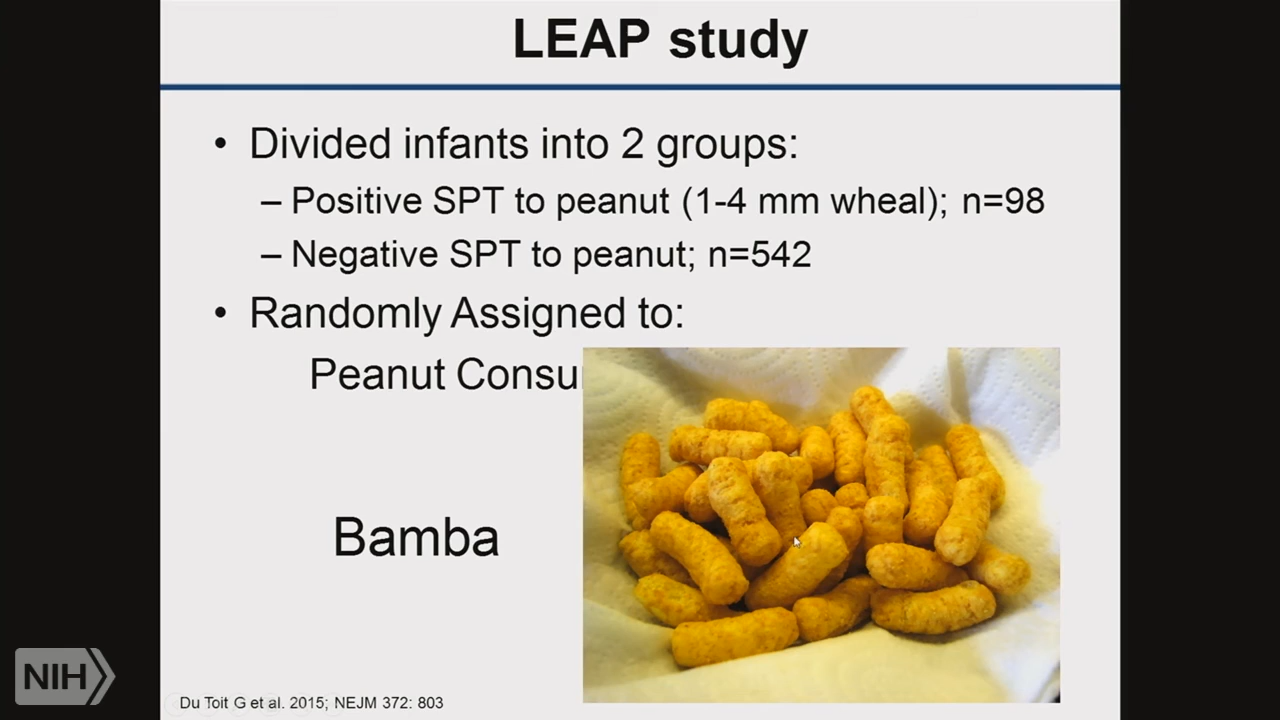 LEAP study
• Divided infants into 2 groups:
– Positive SPT to peanut (1-4 mm wheal); n=98
– Negative SPT to peanut; n=542
• Randomly Assigned to:
Peanut Consu
Bamba
NIH
Du Toit G et al. 2015; NEJM 372: 803